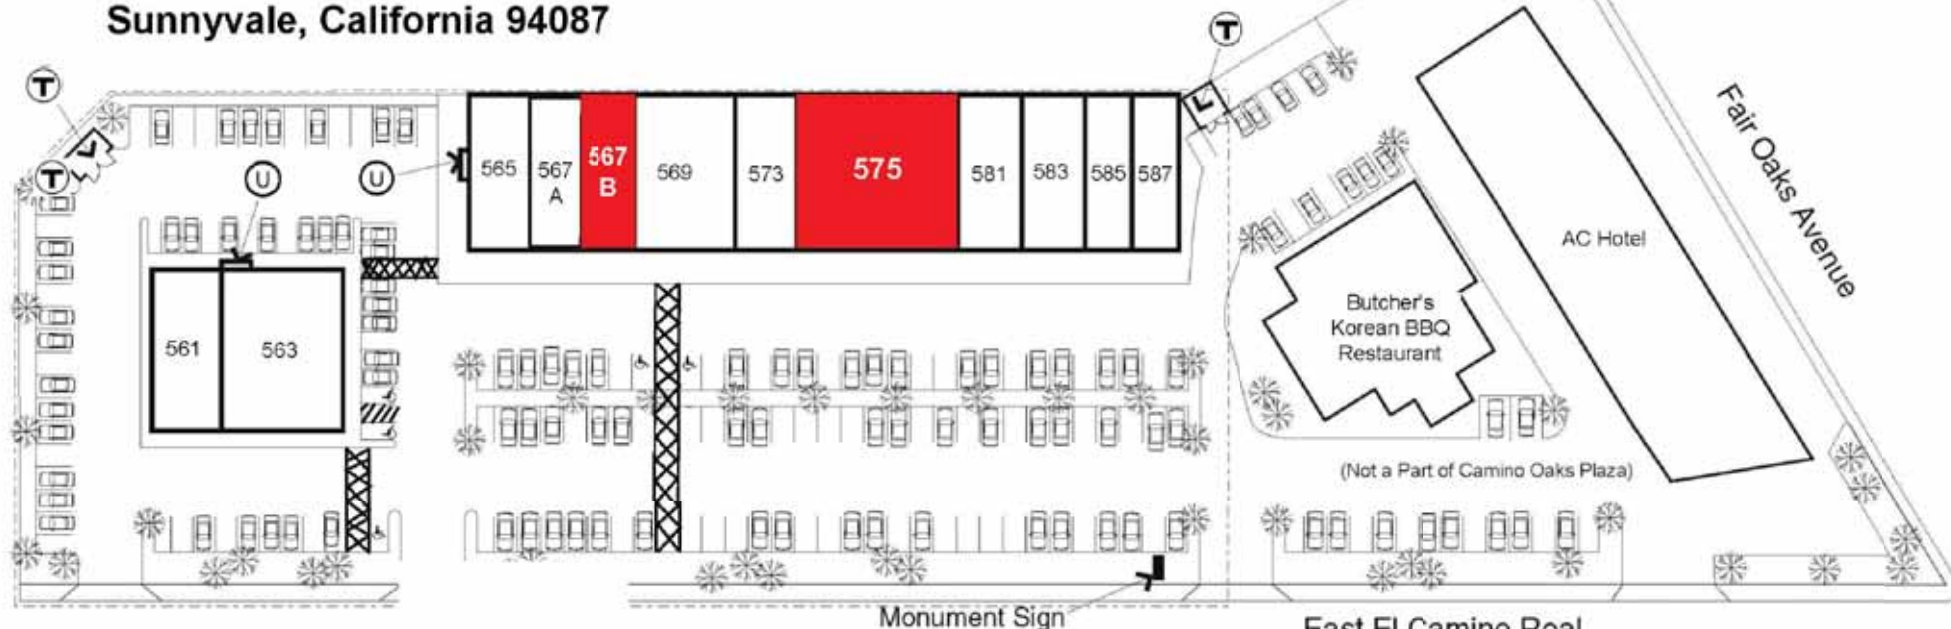 Sunnyvale, California 94087
T
T
T
U
U
565
567
A
567
B
569
573
575
581
583
585
587
561
563
Butcher's
Korean BBQ
Restaurant
AC Hotel
Fair Oaks Avenue
(Not a Part of Camino Oaks Plaza)
Monument Sign
East El Camino Real